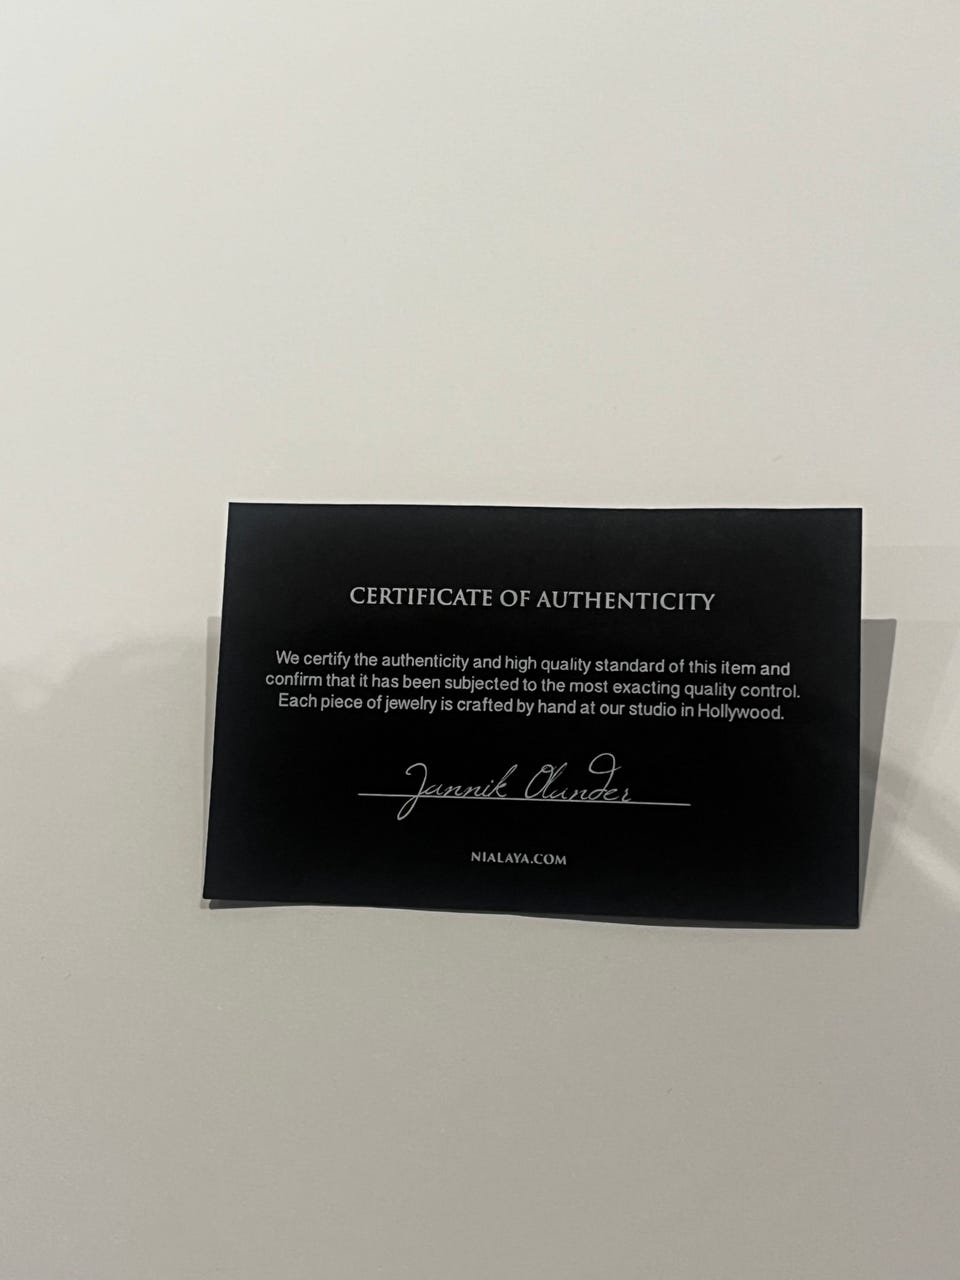 CERTIFICATE OF AUTHENTICITY
We certify the authenticity and high quality standard of this item and
confirm that it has been subjected to the most exacting quality control.
Each piece of jewelry is crafted by hand at our studio in Hollywood.
Jannik Olander
NIALAYA.COM